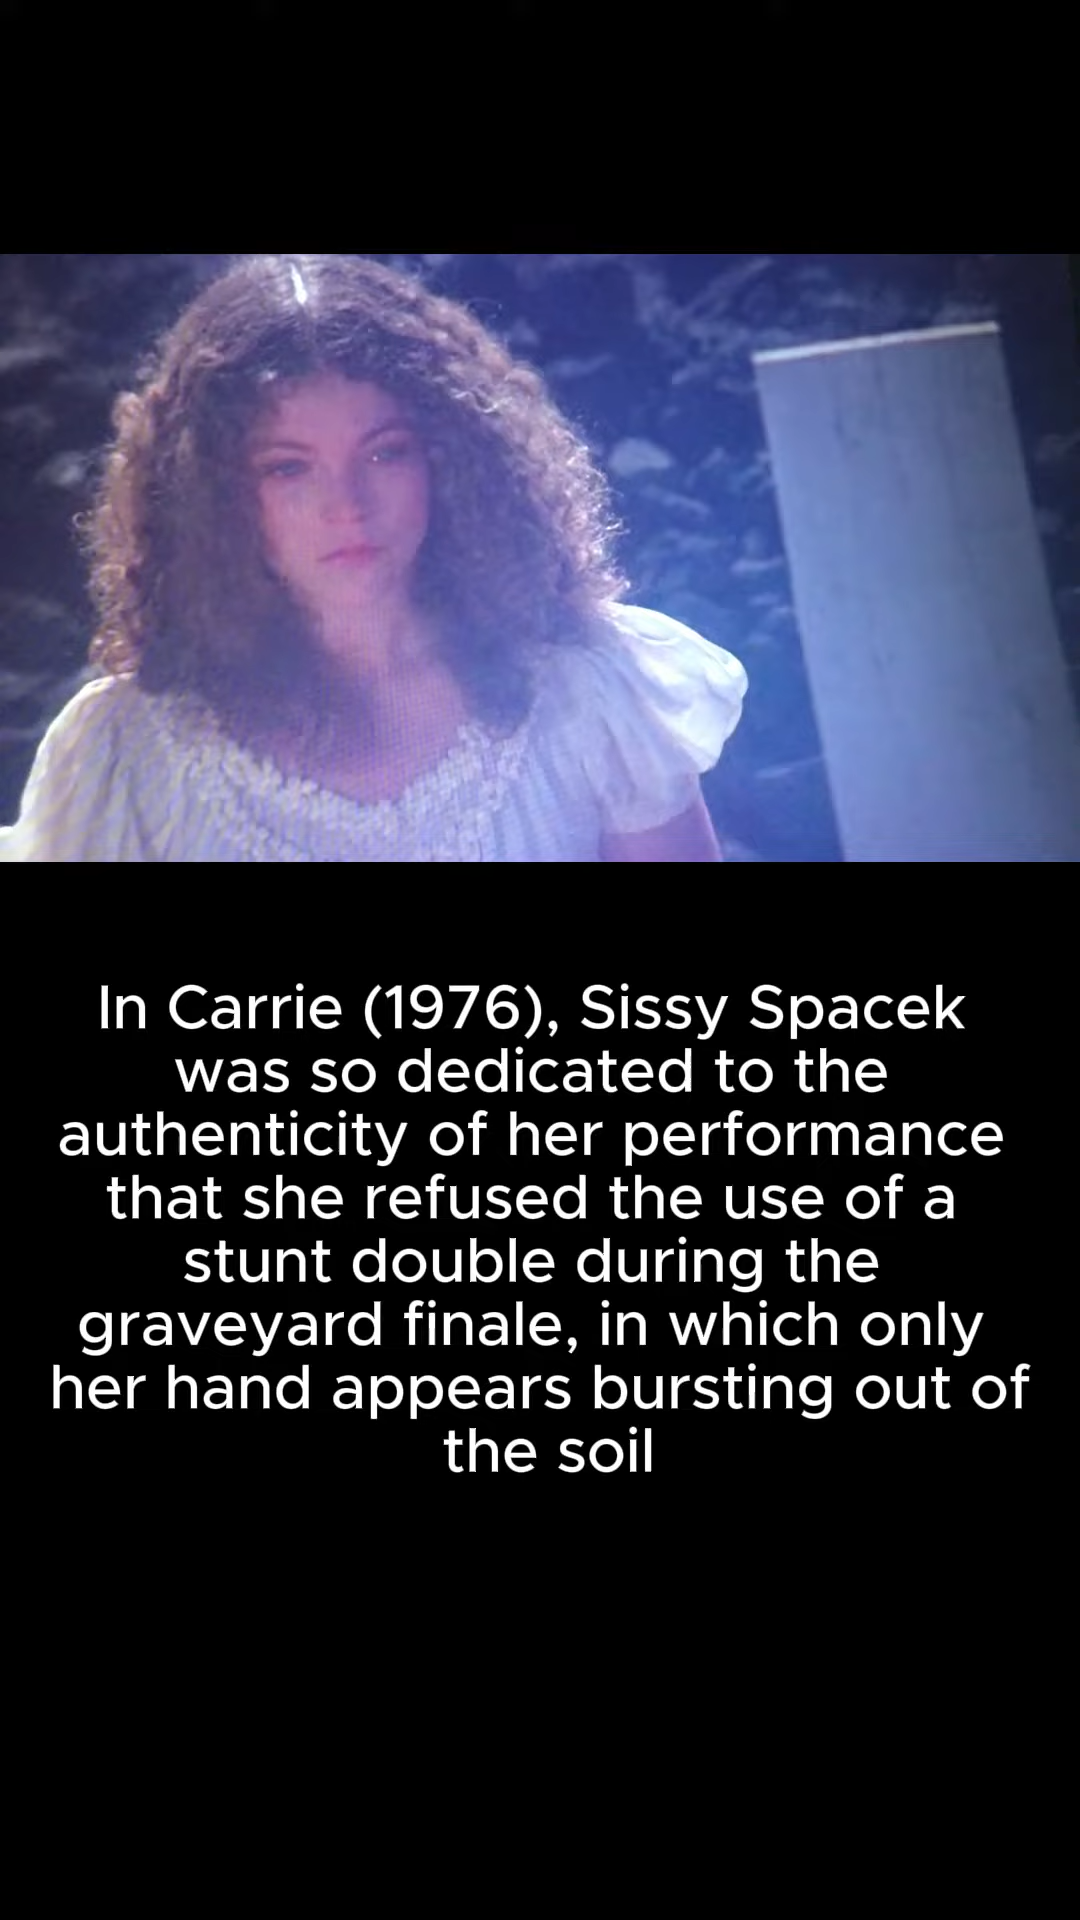 In Carrie (1976), Sissy Spacek
was so dedicated to the
authenticity of her performance
that she refused the use of a
stunt double during the
graveyard finale, in which only
her hand appears bursting out of
the soil